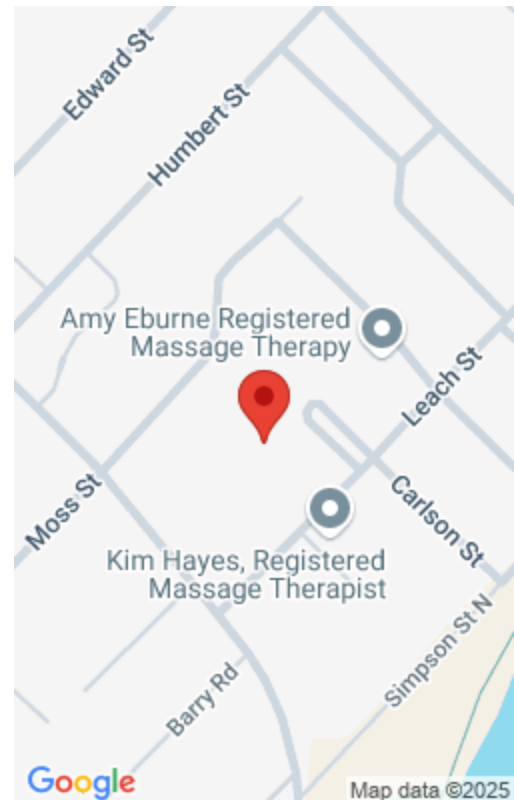 Edward St
Humbert St
Amy Eburne Registered
Massage Therapy
Leach St
Moss St
Carlson St
Kim Hayes, Registered
Massage Therapist
Simpson St N
Barry Rd
Google
Map data ©2025